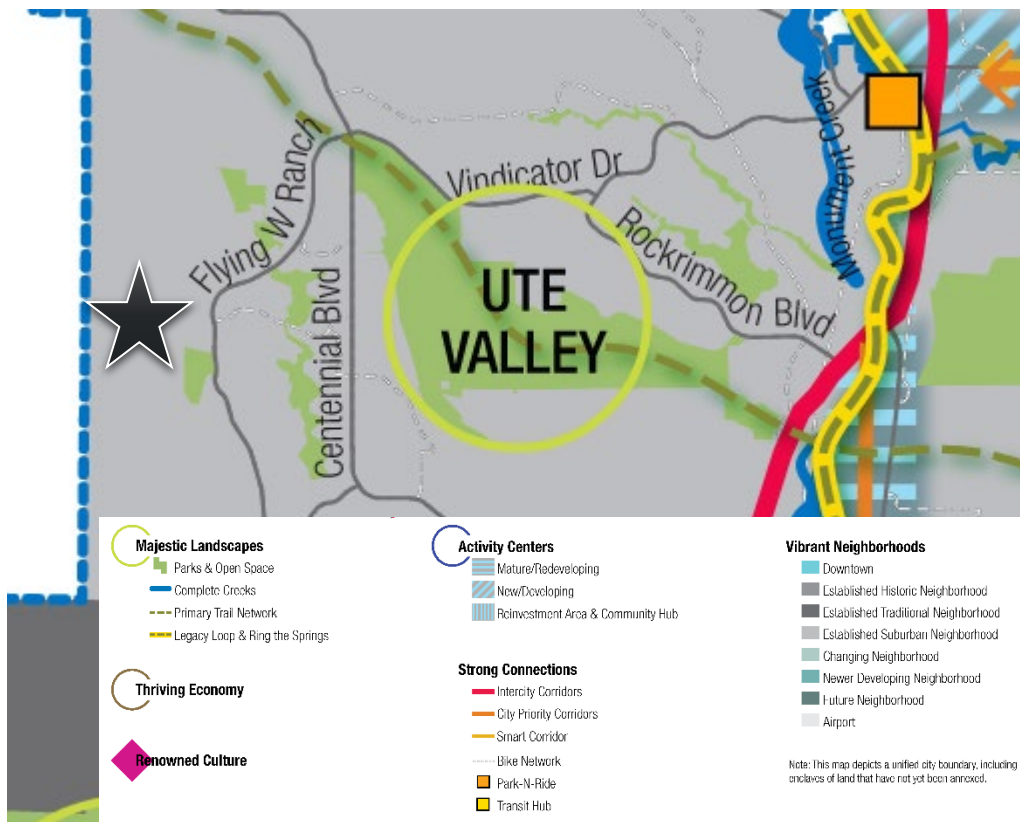 Flying W Ranch
Vindicator Dr
Monument Creek
Rockrimmon Blvd
Centennial Blvd
UTE
VALLEY
Majestic Landscapes
Parks & Open Space
Complete Creeks
Primary Trail Network
Legacy Loop & Ring the Springs
Thriving Economy
Renowned Culture
Activity Centers
Mature/Redeveloping
New/Developing
Reinvestment Area & Community Hub
Strong Connections
Intercity Corridors
City Priority Corridors
Smart Corridor
Bike Network
Park-N-Ride
Transit Hub
Vibrant Neighborhoods
Downtown
Established Historic Neighborhood
Established Traditional Neighborhood
Established Suburban Neighborhood
Changing Neighborhood
Newer Developing Neighborhood
Future Neighborhood
Airport
Note: This map depicts a unified city boundary, including
enclaves of land that have not yet been annexed.